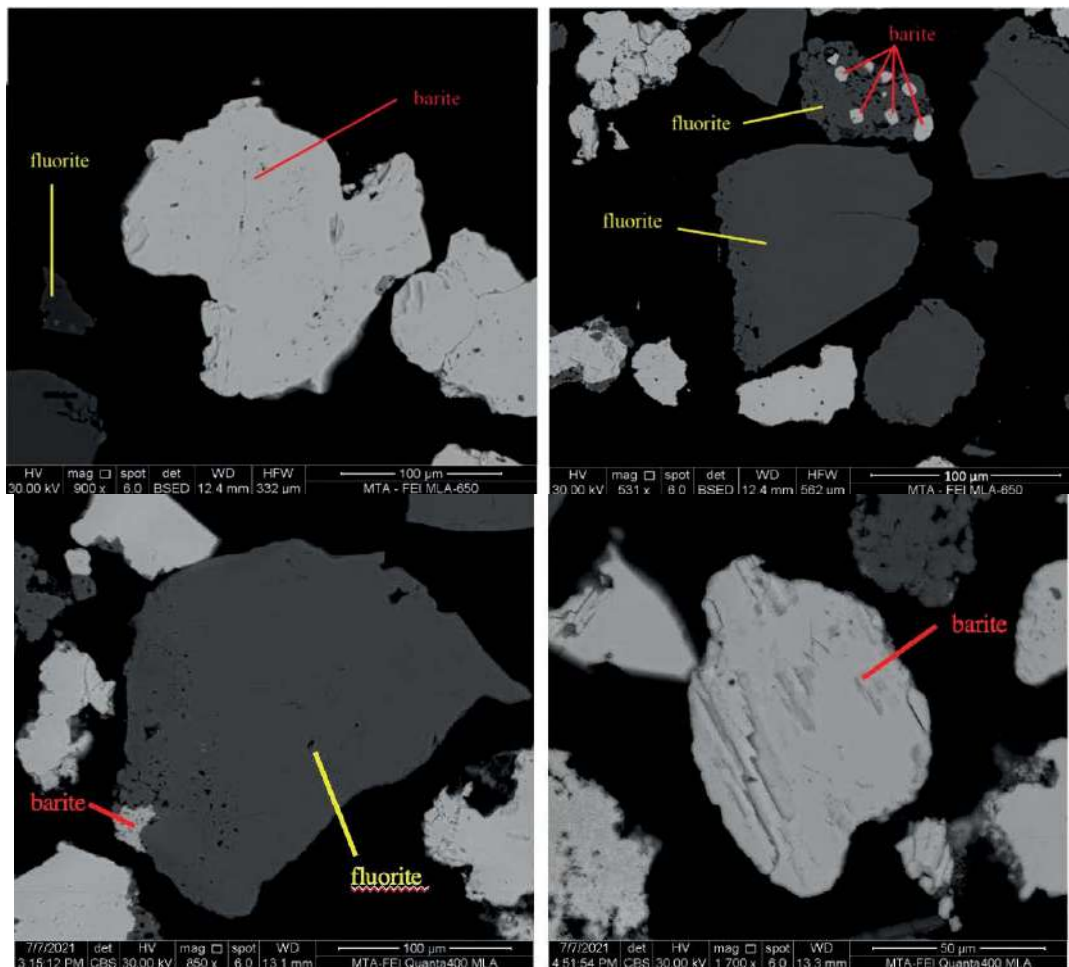 barite
fluorite
HV mag □ spot det WD HFW 100 µm
30.00 kV 900 x 6.0 BSED 12.4 mm 332 µm MTA - FEI MLA-650
barite
fluorite
fluorite
HV mag □ spot det WD HFW 100 µm
30.00 kV 531 x 6.0 BSED 12.4 mm 562 µm MTA - FEI MLA-650
barite
fluorite
7/7/2021 det HV mag □ spot WD 100 µm
3:15:12 PM CBS 30.00 kV 850 x 6.0 13.1 mm MTA-FEI Quanta400 MLA
barite
7/7/2021 det HV mag □ spot WD 50 µm
4:51:54 PM CBS 30.00 kV 1 700 x 6.0 13.3 mm MTA-FEI Quanta400 MLA